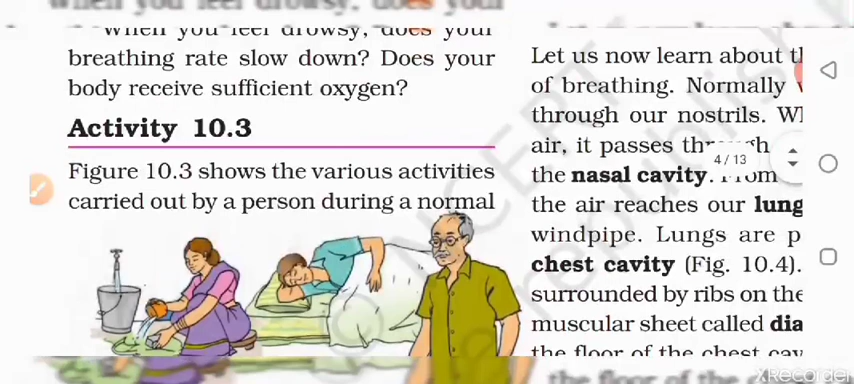 when you feel drowsy, does your
breathing rate slow down? Does your
body receive sufficient oxygen?
Activity 10.3
Figure 10.3 shows the various activities
carried out by a person during a normal
Let us now learn about
of breathing. Normally
through our nostrils.
air, it passes through
the nasal cavity. From
the air reaches our lung
windpipe. Lungs are p
chest cavity (Fig. 10.4).
surrounded by ribs on the
muscular sheet called dia
the floor of the chest cav
4/13
the floor of the
XRecorder